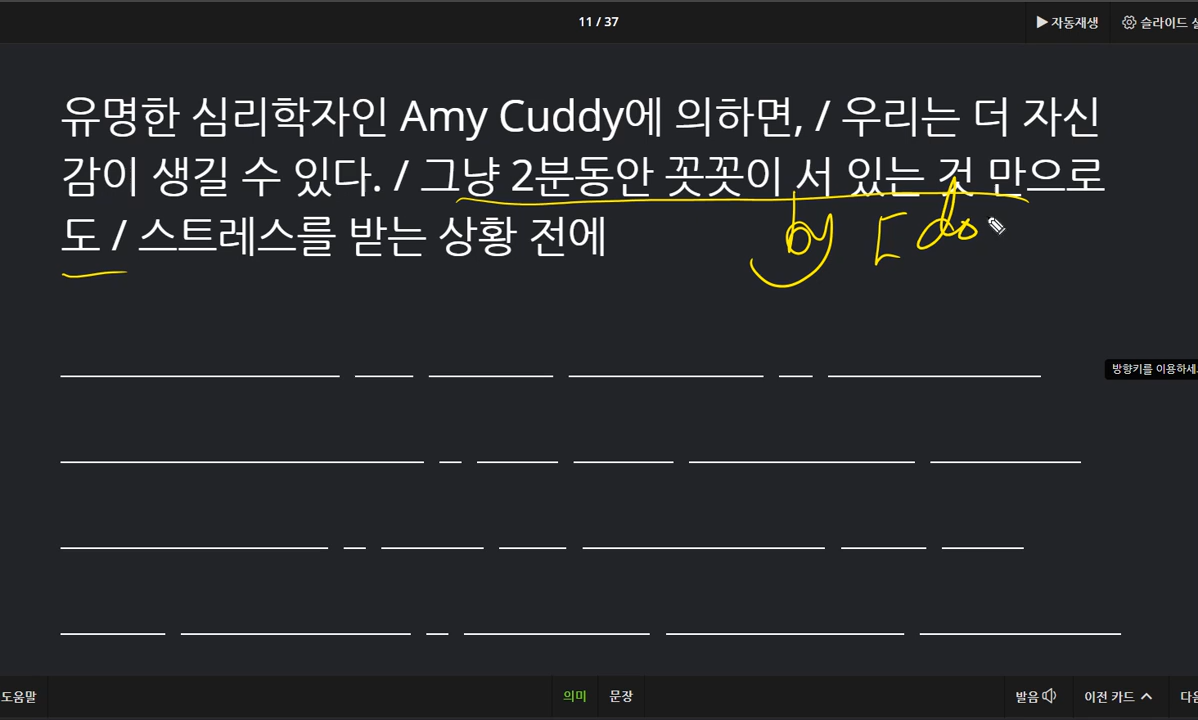 11 / 37
▶자동재생
슬라이드
유명한 심리학자인 Amy Cuddy에 의하면, / 우리는 더 자신
감이 생길 수 있다. / 그냥 2분동안 꼿꼿이 서 있는 것 만으로
도 / 스트레스를 받는 상황 전에
by [do
방향키를 이용하세
도움말
의미
문장
발음
이전 카드
다음